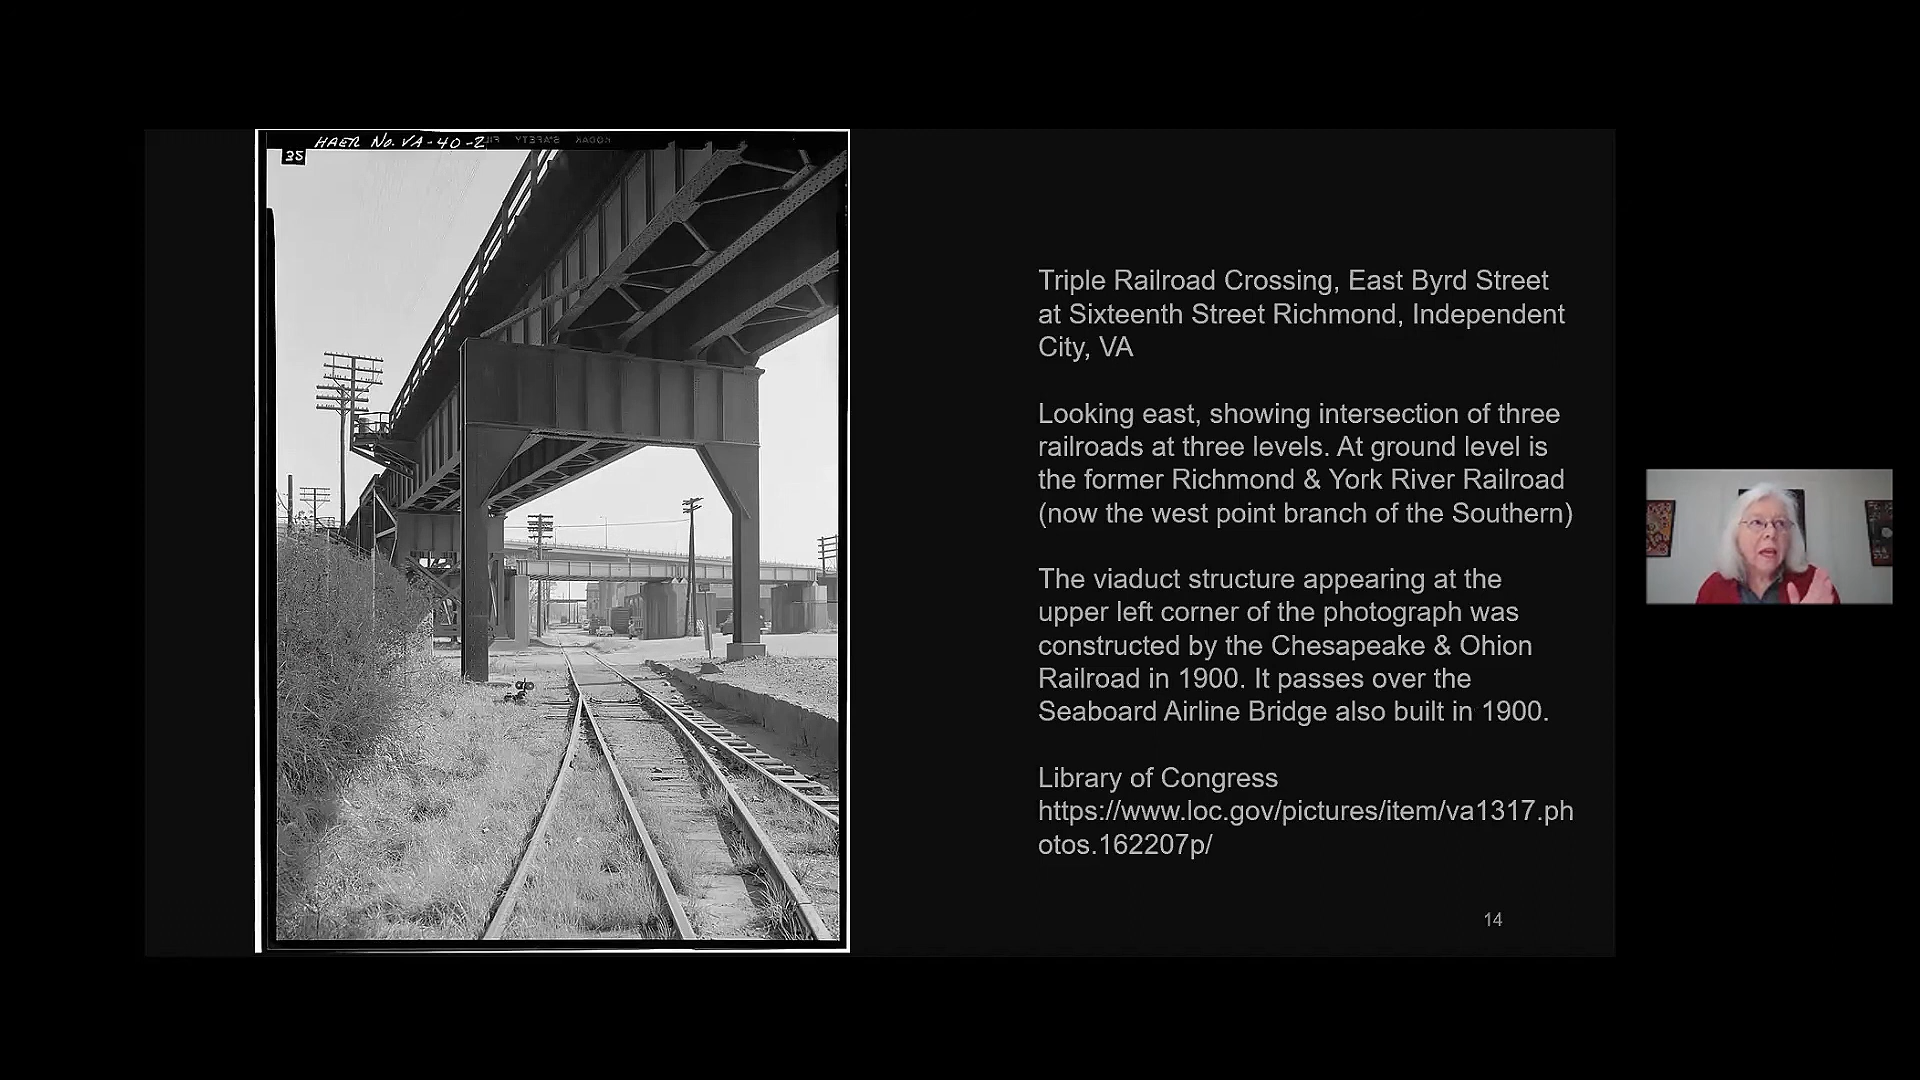 HAER No. VA-40-2
KODAK SAFETY
35
Triple Railroad Crossing, East Byrd Street
at Sixteenth Street Richmond, Independent
City, VA
Looking east, showing intersection of three
railroads at three levels. At ground level is
the former Richmond & York River Railroad
(now the west point branch of the Southern)
The viaduct structure appearing at the
upper left corner of the photograph was
constructed by the Chesapeake & Ohion
Railroad in 1900. It passes over the
Seaboard Airline Bridge also built in 1900.
Library of Congress
https://www.loc.gov/pictures/item/va1317.ph
otos.162207p/
14